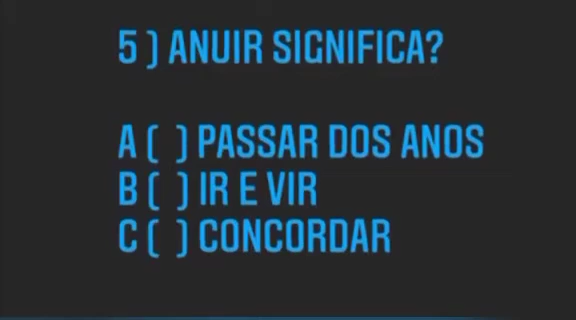 5 ) ANUIR SIGNIFICA?
A ( ) PASSAR DOS ANOS
B ( ) IR E VIR
C ( ) CONCORDAR